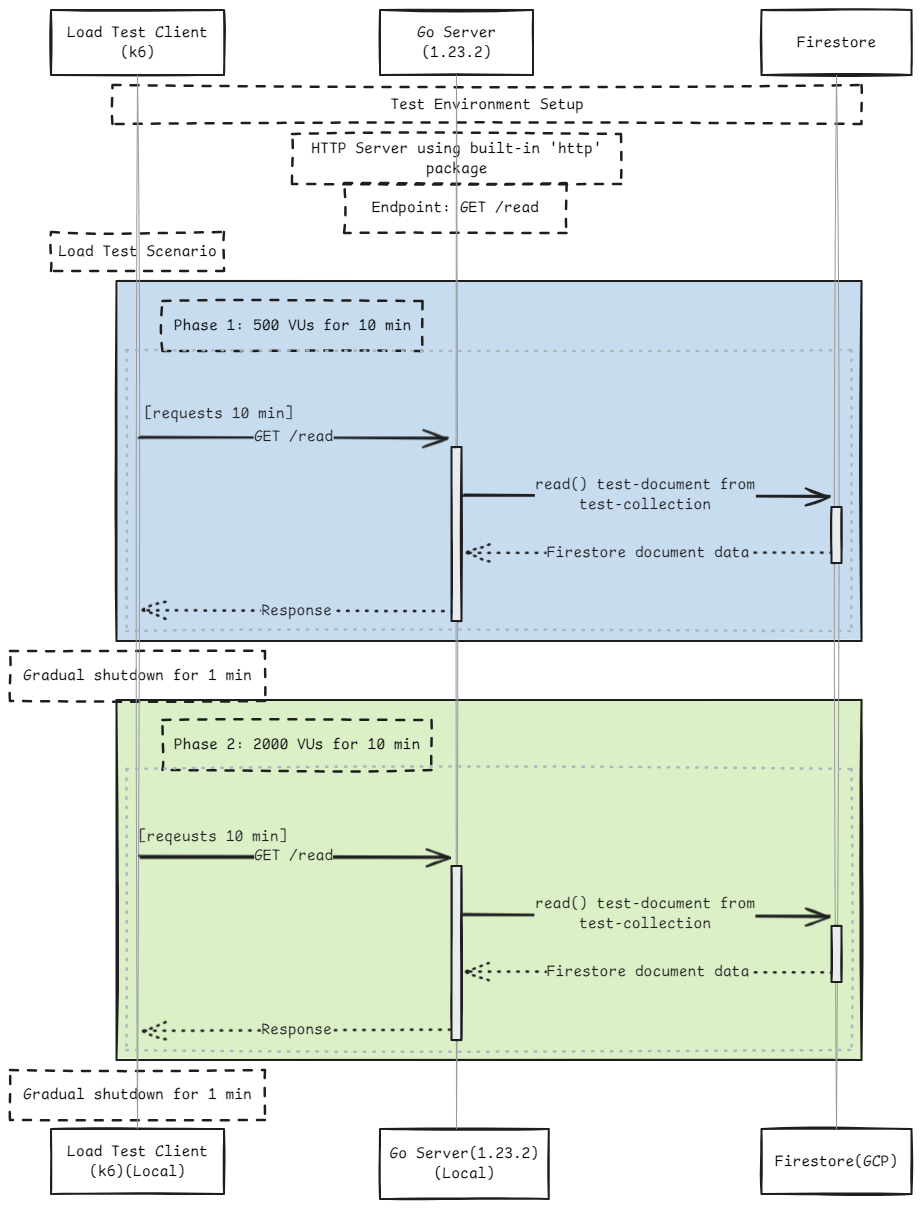 Load Test Client
(k6)
Go Server
(1.23.2)
Firestore
Test Environment Setup
HTTP Server using built-in 'http'
package
Endpoint: GET /read
Load Test Scenario
Phase 1: 500 VUs for 10 min
[requests 10 min]
GET /read
read() test-document from
test-collection
Firestore document data
Response
Gradual shutdown for 1 min
Phase 2: 2000 VUs for 10 min
[reqeusts 10 min]
GET /read
read() test-document from
test-collection
Firestore document data
Response
Gradual shutdown for 1 min
Load Test Client
(k6)(Local)
Go Server(1.23.2)
(Local)
Firestore(GCP)